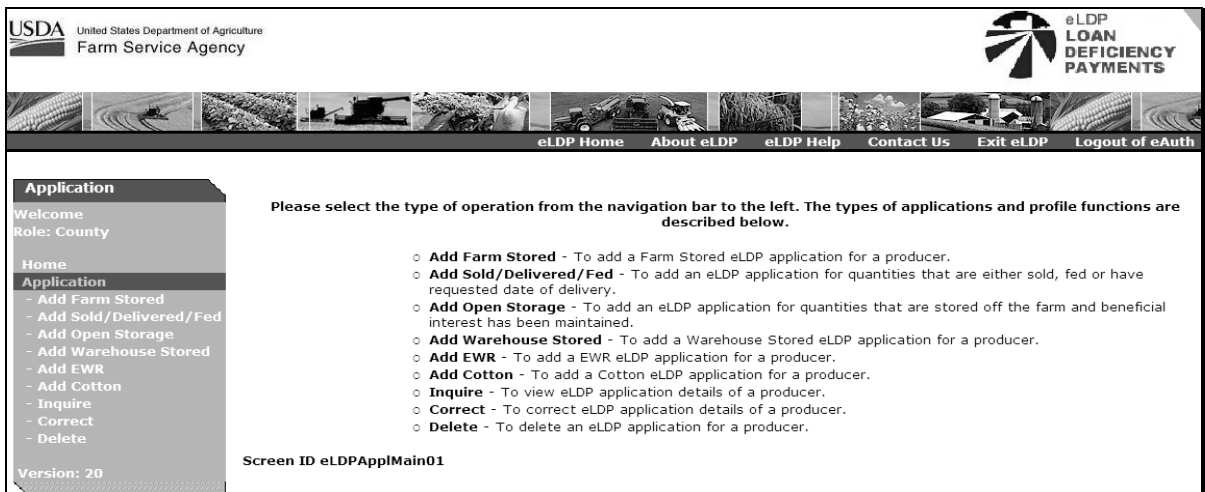 USDA United States Department of Agriculture
Farm Service Agency
eLDP
LOAN
DEFICIENCY
PAYMENTS
eLDP Home About eLDP eLDP Help Contact Us Exit eLDP Logout of eAuth
Application
Welcome
Role: County
Home
Application
- Add Farm Stored
- Add Sold/Delivered/Fed
- Add Open Storage
- Add Warehouse Stored
- Add EWR
- Add Cotton
- Inquire
- Correct
- Delete
Version: 20
Please select the type of operation from the navigation bar to the left. The types of applications and profile functions are
described below.
○ Add Farm Stored - To add a Farm Stored eLDP application for a producer.
○ Add Sold/Delivered/Fed - To add an eLDP application for quantities that are either sold, fed or have
requested date of delivery.
○ Add Open Storage - To add an eLDP application for quantities that are stored off the farm and beneficial
interest has been maintained.
○ Add Warehouse Stored - To add a Warehouse Stored eLDP application for a producer.
○ Add EWR - To add a EWR eLDP application for a producer.
○ Add Cotton - To add a Cotton eLDP application for a producer.
○ Inquire - To view eLDP application details of a producer.
○ Correct - To correct eLDP application details of a producer.
○ Delete - To delete an eLDP application for a producer.
Screen ID eLDPApplMain01